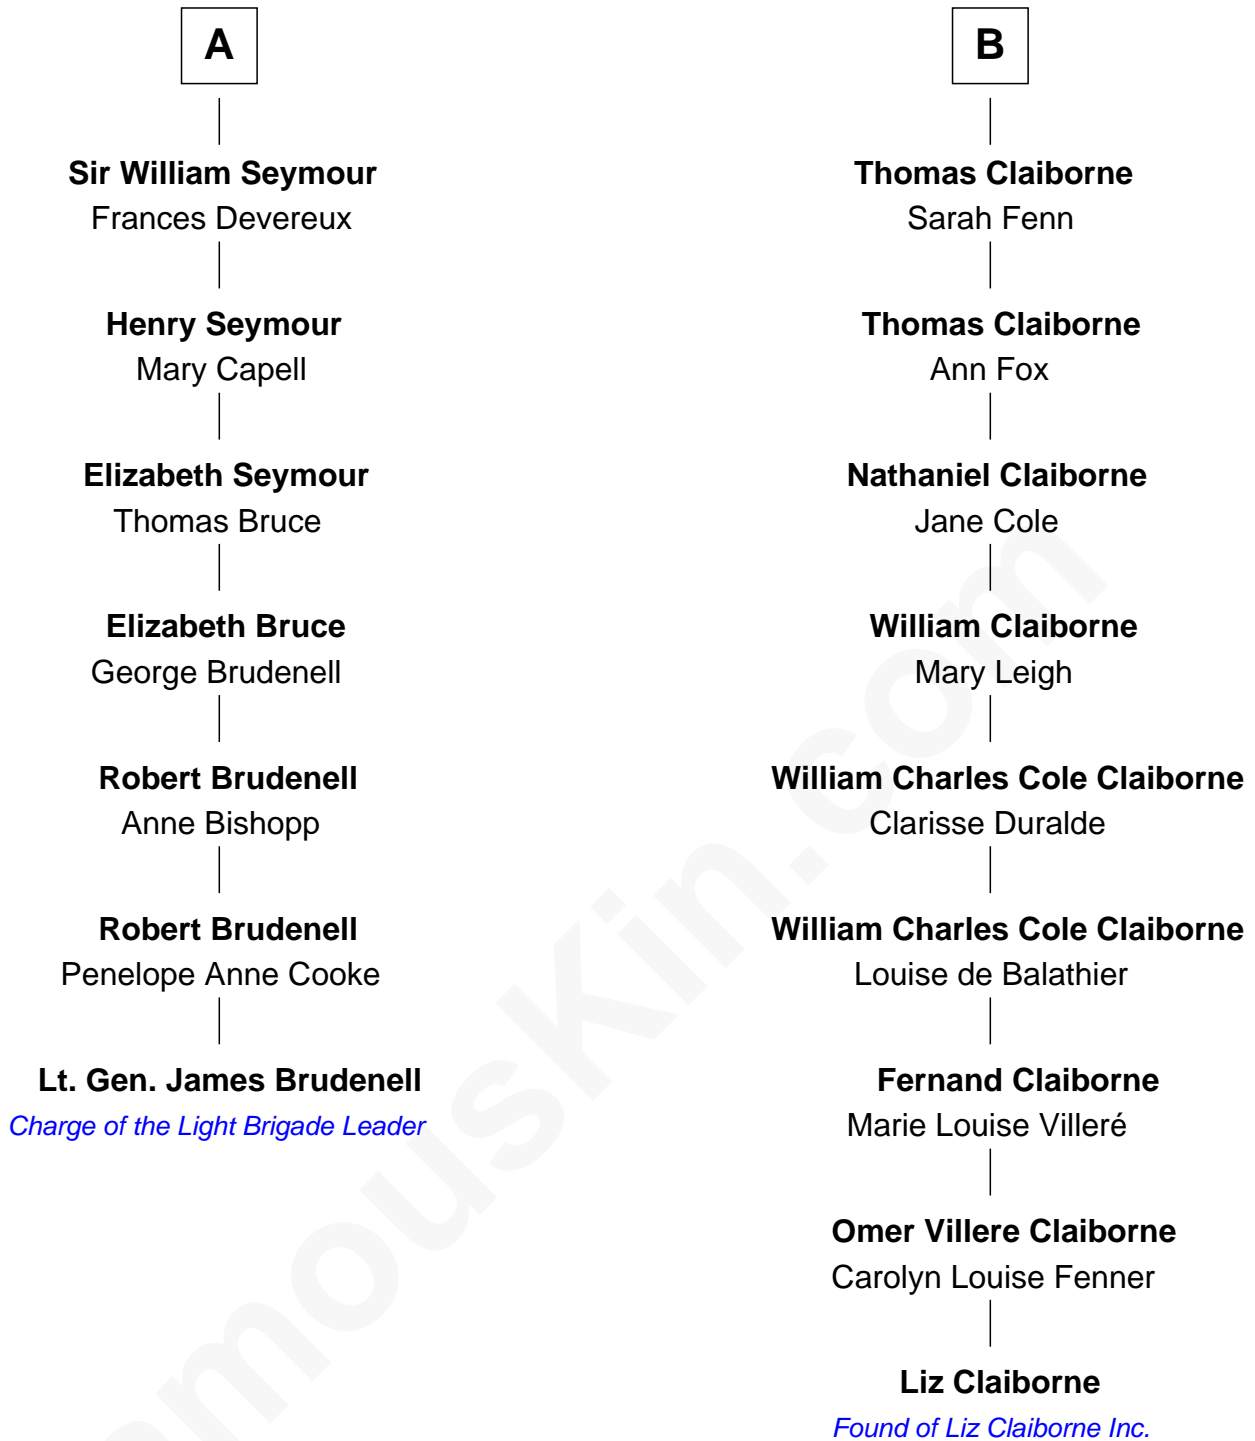 A
Sir William Seymour
Frances Devereux
Henry Seymour
Mary Capell
Elizabeth Seymour
Thomas Bruce
Elizabeth Bruce
George Brudenell
Robert Brudenell
Anne Bishopp
Robert Brudenell
Penelope Anne Cooke
Lt. Gen. James Brudenell
Charge of the Light Brigade Leader
B
Thomas Claiborne
Sarah Fenn
Thomas Claiborne
Ann Fox
Nathaniel Claiborne
Jane Cole
William Claiborne
Mary Leigh
William Charles Cole Claiborne
Clarisse Duralde
William Charles Cole Claiborne
Louise de Balathier
Fernand Claiborne
Marie Louise Villeré
Omer Villere Claiborne
Carolyn Louise Fenner
Liz Claiborne
Found of Liz Claiborne Inc.
amousKin.com